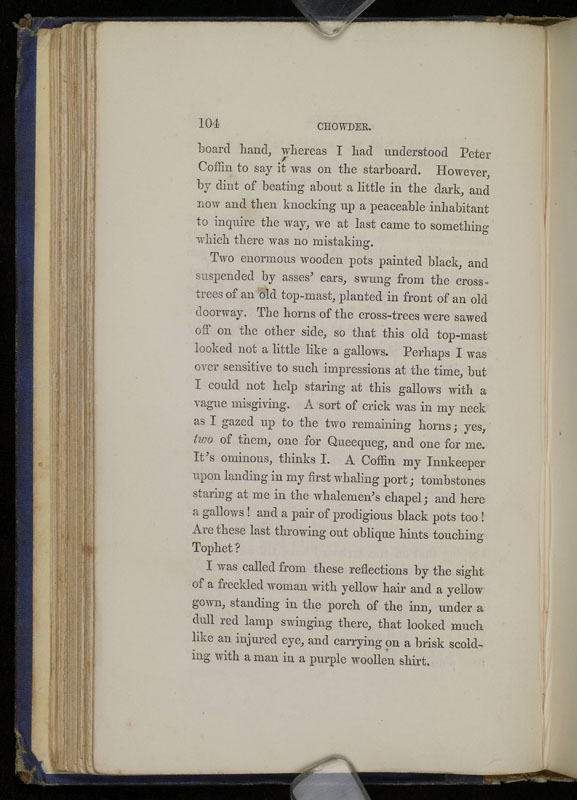 104
CHOWDER.
board hand, whereas I had understood Peter
Coffin to say it was on the starboard. However,
by dint of beating about a little in the dark, and
now and then knocking up a peaceable inhabitant
to inquire the way, we at last came to something
which there was no mistaking.
Two enormous wooden pots painted black, and
suspended by asses' ears, swung from the cross-
trees of an old top-mast, planted in front of an old
doorway. The horns of the cross-trees were sawed
off on the other side, so that this old top-mast
looked not a little like a gallows. Perhaps I was
over sensitive to such impressions at the time, but
I could not help staring at this gallows with a
vague misgiving. A sort of crick was in my neck
as I gazed up to the two remaining horns; yes,
two of them, one for Queequeg, and one for me.
It's ominous, thinks I. A Coffin my Innkeeper
upon landing in my first whaling port; tombstones
staring at me in the whalemen's chapel; and here
a gallows! and a pair of prodigious black pots too!
Are these last throwing out oblique hints touching
Tophet?
I was called from these reflections by the sight
of a freckled woman with yellow hair and a yellow
gown, standing in the porch of the inn, under a
dull red lamp swinging there, that looked much
like an injured eye, and carrying on a brisk scold-
ing with a man in a purple woollen shirt.